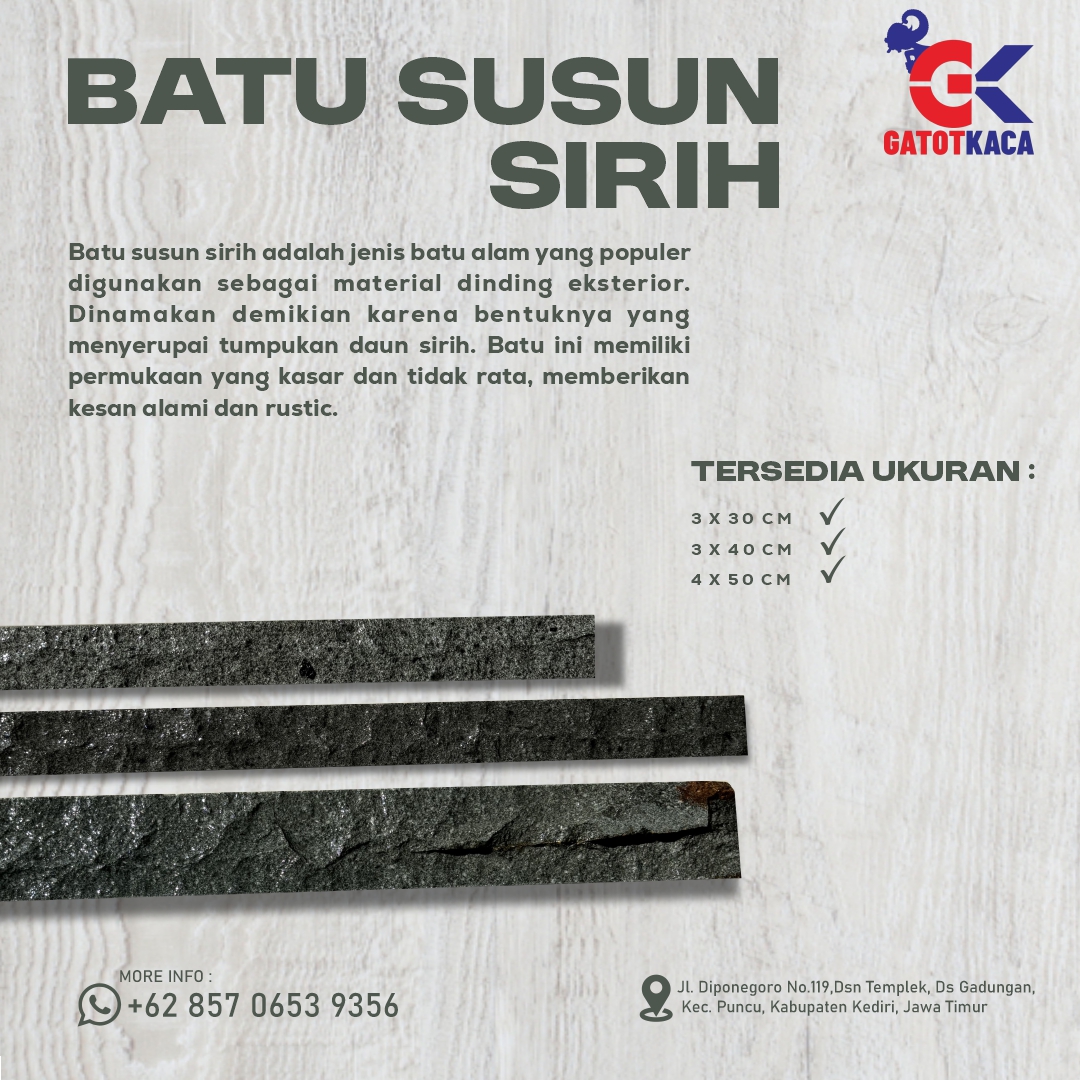 BATU SUSUN
SIRIH
GK
GATOTKACA
Batu susun sirih adalah jenis batu alam yang populer
digunakan sebagai material dinding eksterior.
Dinamakan demikian karena bentuknya yang
menyerupai tumpukan daun sirih. Batu ini memiliki
permukaan yang kasar dan tidak rata, memberikan
kesan alami dan rustic.
TERSEDIA UKURAN :
3 X 30 CM ✓
3 X 40 CM ✓
4 X 50 CM ✓
MORE INFO :
+62 857 0653 9356
Jl. Diponegoro No.119,Dsn Templek, Ds Gadungan,
Kec. Puncu, Kabupaten Kediri, Jawa Timur